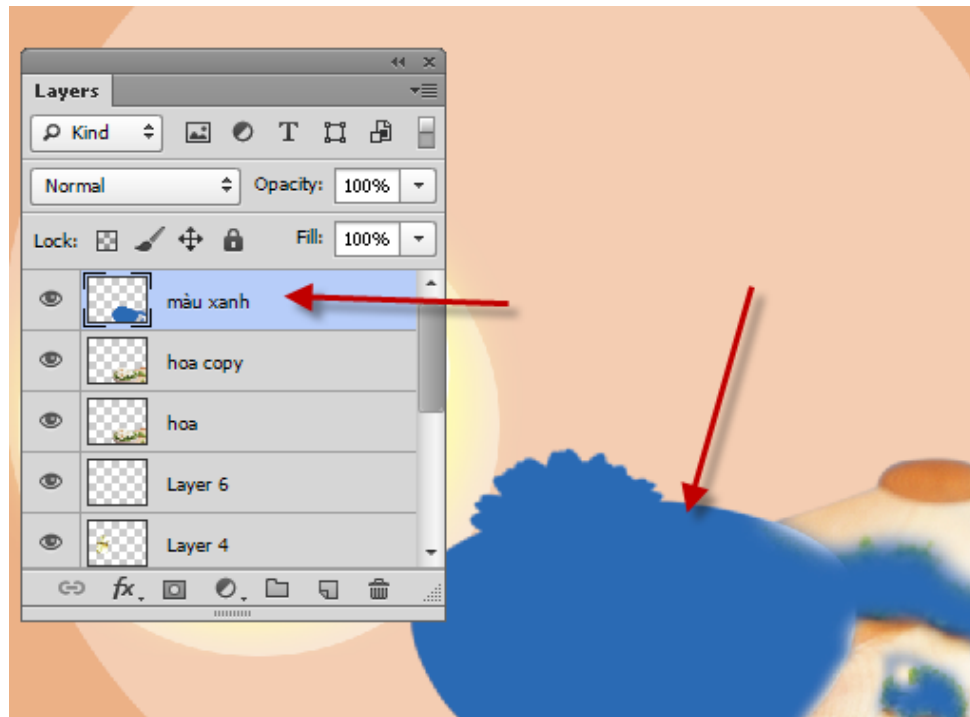 Layers
Kind
Normal Opacity: 100%
Lock: Fill: 100%
màu xanh
hoa copy
hoa
Layer 6
Layer 4
fx